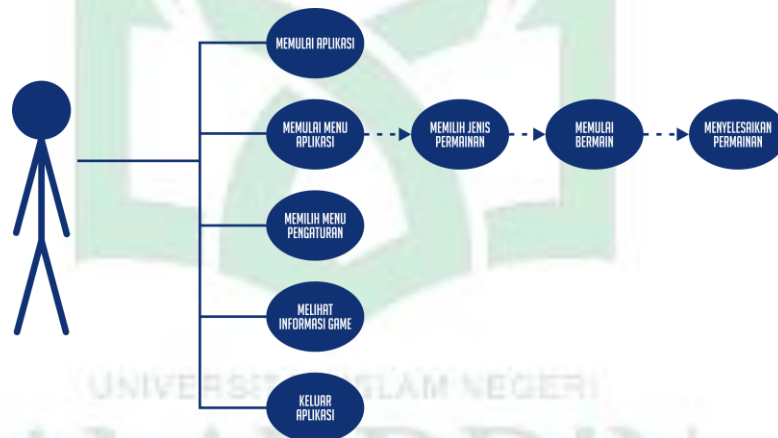 MEMULAI APLIKASI
MEMULAI MENU
APLIKASI
MEMILIH JENIS
PERMAINAN
MEMULAI
BERMAIN
MENYELESAIKAN
PERMAINAN
MEMILIH MENU
PENGATURAN
MELIHAT
INFORMASI GAME
UNIVERSITAS ISLAM NEGERI
KELUAR
APLIKASI